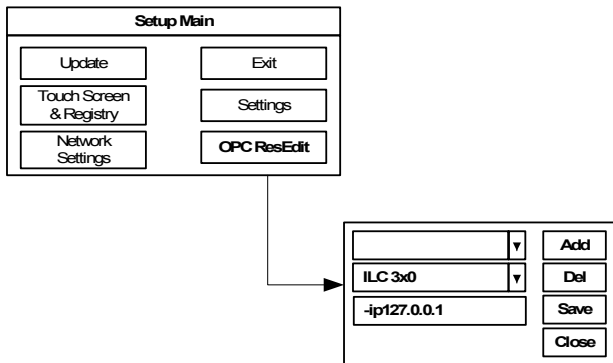 Setup Main
Update
Exit
Touch Screen
& Registry
Settings
Network
Settings
OPC ResEdit
Add
ILC 3x0
Del
-ip127.0.0.1
Save
Close